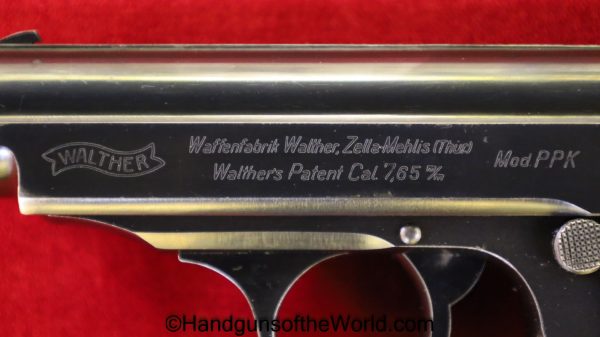 WALTHER
Waffenfabrik Walther, Zella-Mehlis (Thür)
Walther's Patent Cal. 7,65 m/m
Mod. PPK
©HandgunsoftheWorld.com